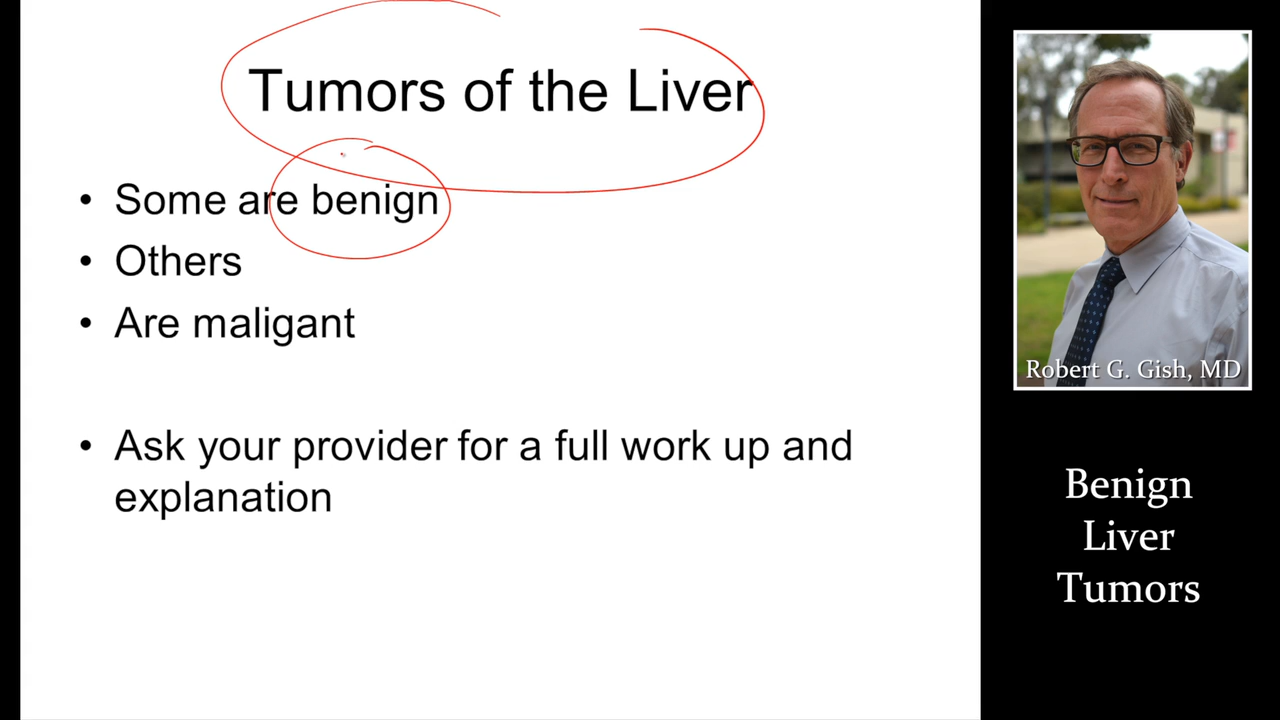 Tumors of the Liver
• Some are benign
• Others
• Are maligant
• Ask your provider for a full work up and
explanation
Robert G. Gish, MD
Benign
Liver
Tumors